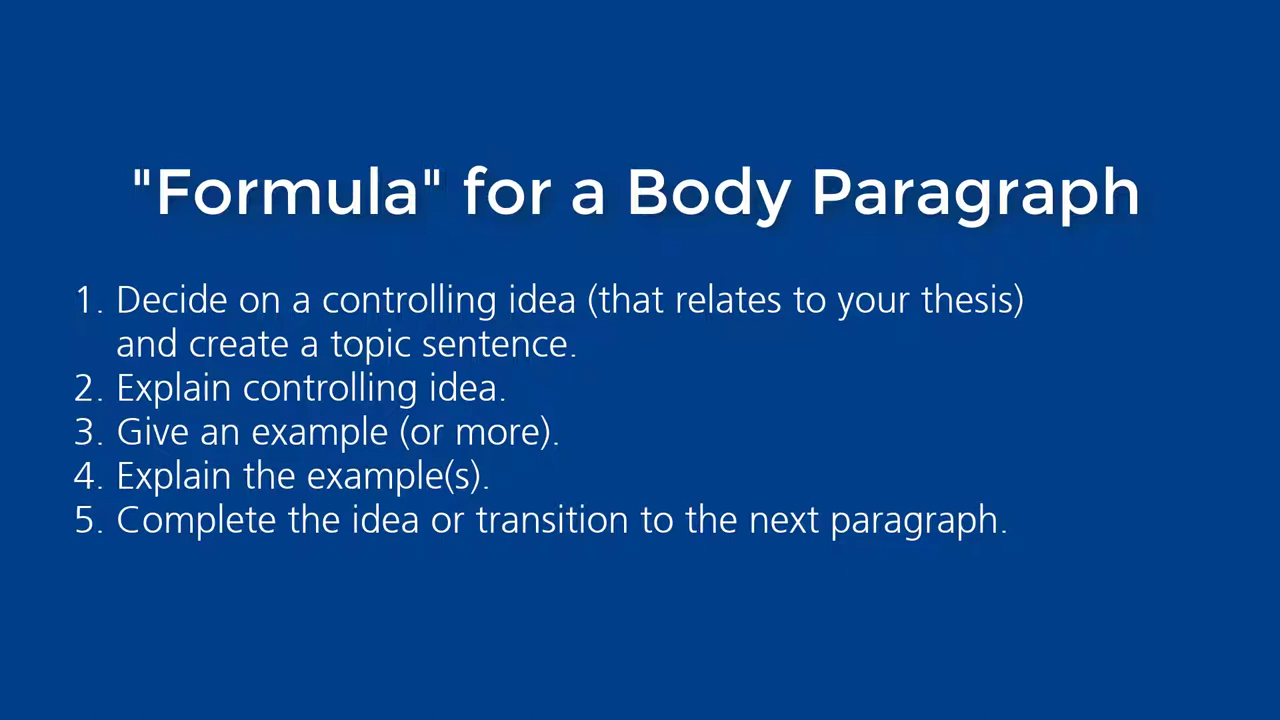 "Formula" for a Body Paragraph
1. Decide on a controlling idea (that relates to your thesis)
and create a topic sentence.
2. Explain controlling idea.
3. Give an example (or more).
4. Explain the example(s).
5. Complete the idea or transition to the next paragraph.